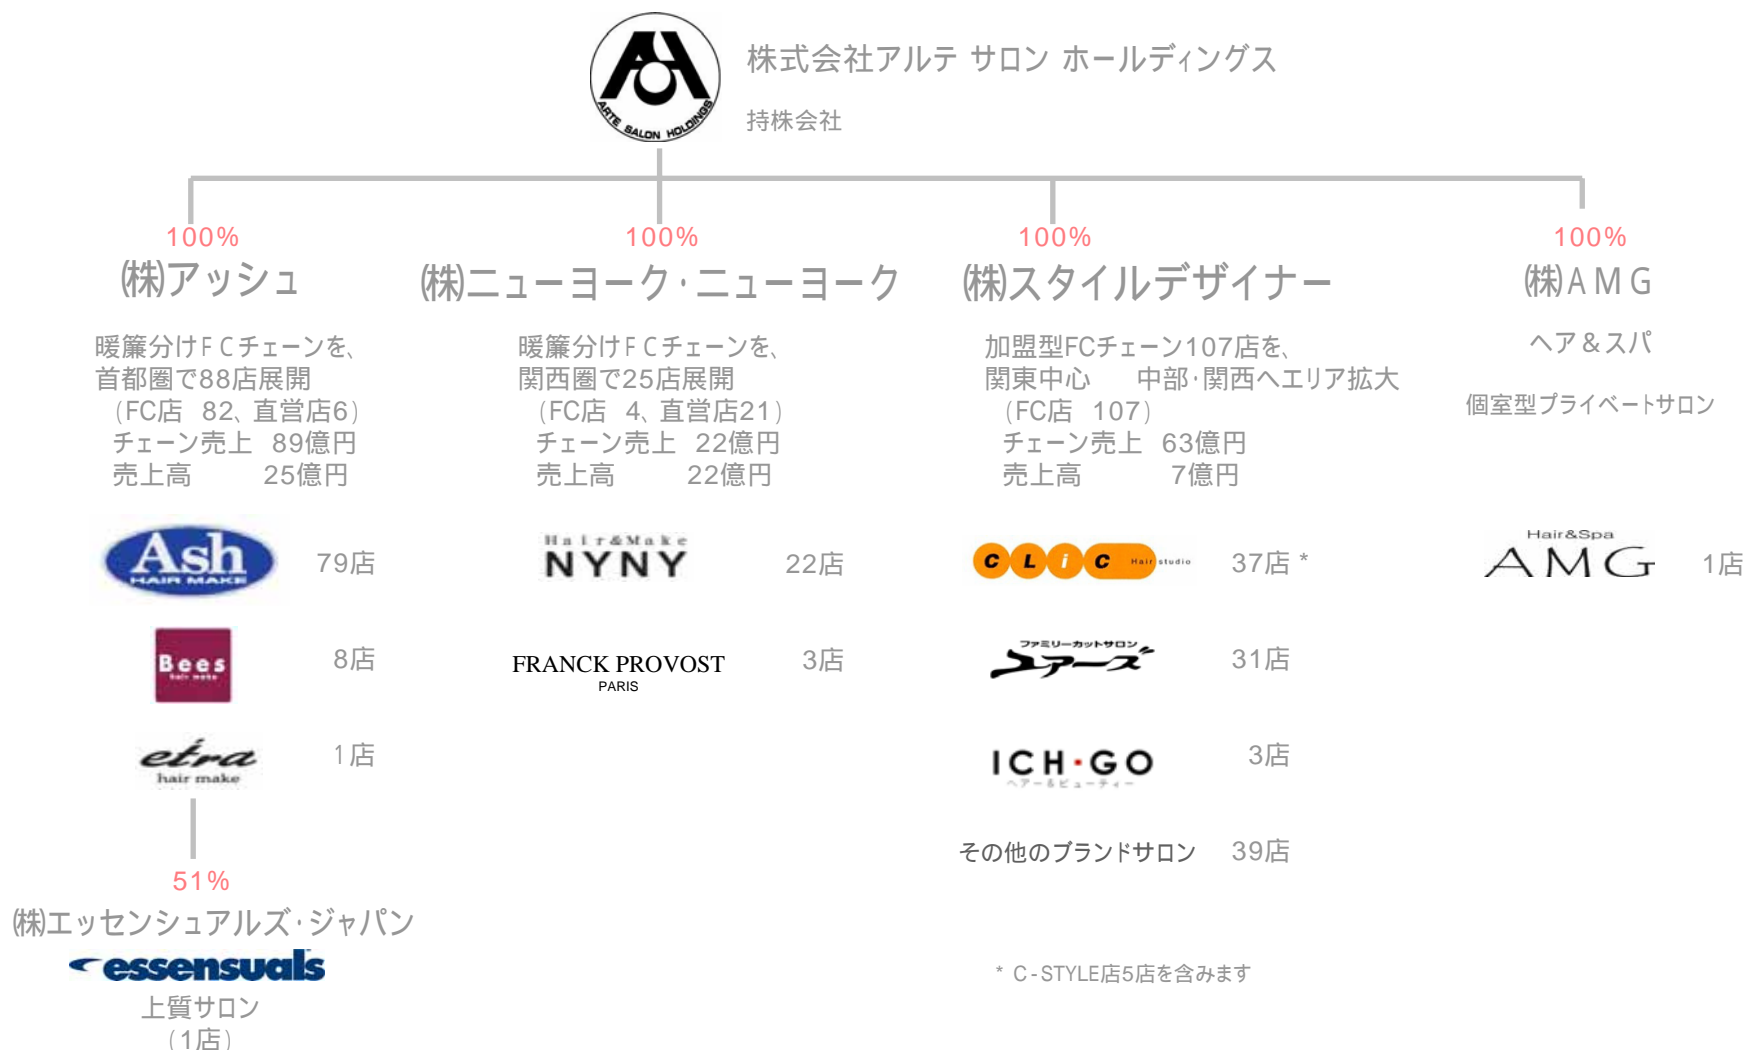 ARTE SALON HOLDINGS
株式会社アルテ サロン ホールディングス
持株会社
100%
㈱アッシュ
暖簾分けFCチェーンを、
首都圏で88店展開
(FC店 82、直営店6)
チェーン売上 89億円
売上高 25億円
Ash
HAIR MAKE
79店
Bees
hair make
8店
etra
hair make
1店
51%
㈱エッセンシュアルズ・ジャパン
essensuals
上質サロン
(1店)
100%
㈱ニューヨーク・ニューヨーク
暖簾分けFCチェーンを、
関西圏で25店展開
(FC店 4、直営店21)
チェーン売上 22億円
売上高 22億円
Hair&Make
NYNY
22店
FRANCK PROVOST
PARIS
3店
100%
㈱スタイルデザイナー
加盟型FCチェーン107店を、
関東中心 中部・関西へエリア拡大
(FC店 107)
チェーン売上 63億円
売上高 7億円
CLiC Hair studio
37店 *
ファミリーカットサロン
ユアーズ
31店
ICH・GO
ヘアー&ビューティー
3店
その他のブランドサロン 39店
* C-STYLE店5店を含みます
100%
㈱AMG
ヘア&スパ
個室型プライベートサロン
Hair&Spa
AMG
1店